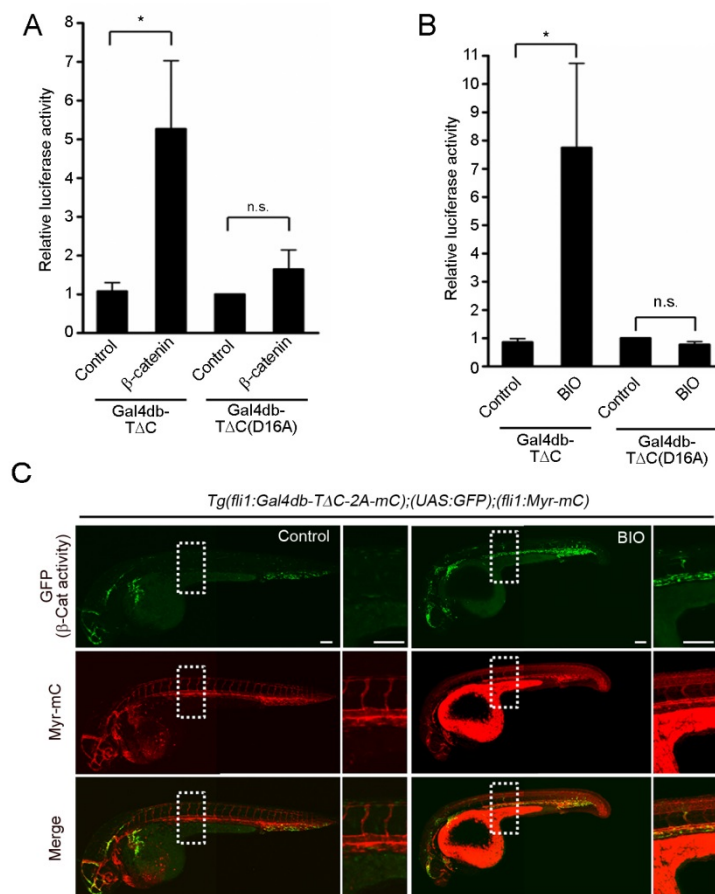 A
Relative luciferase activity
8
7
6
5
4
3
2
1
0
*
n.s.
Control
β-catenin
Control
β-catenin
Gal4db-
TΔC
Gal4db-
TΔC(D16A)
B
Relative luciferase activity
11
10
9
8
7
6
5
4
3
2
1
0
*
n.s.
Control
BIO
Control
BIO
Gal4db-
TΔC
Gal4db-
TΔC(D16A)
C
Tg(fli1:Gal4db-TΔC-2A-mC);(UAS:GFP);(fli1:Myr-mC)
Control
BIO
GFP
(β-Cat activity)
Myr-mC
Merge